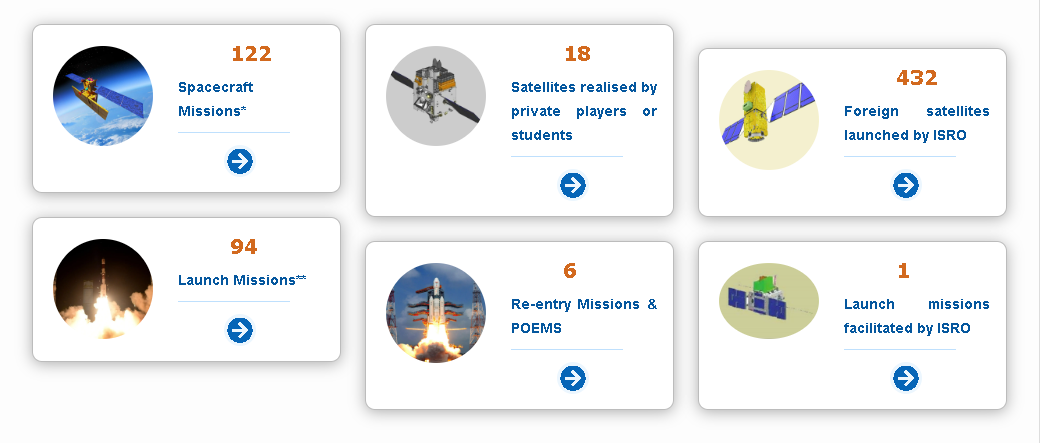 122
Spacecraft
Missions*
18
Satellites realised by
private players or
students
432
Foreign satellites
launched by ISRO
94
Launch Missions**
6
Re-entry Missions &
POEMS
1
Launch missions
facilitated by ISRO